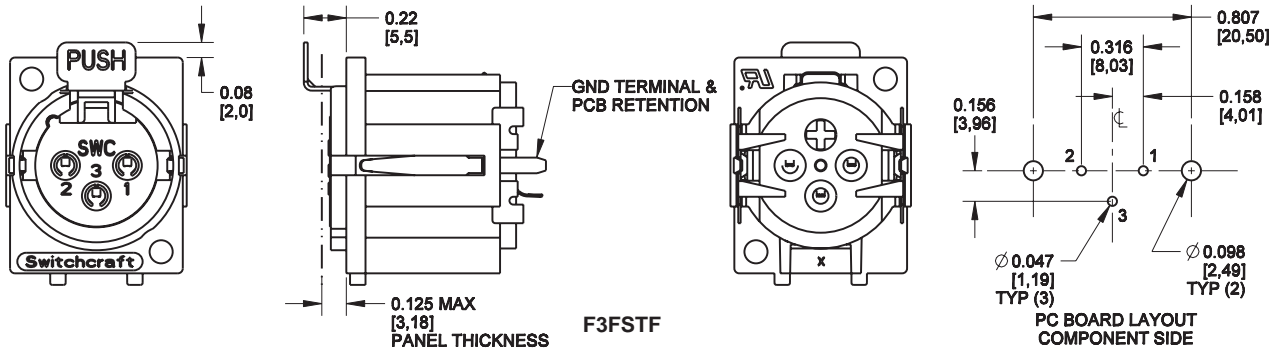 PUSH
0.08
[2,0]
SWC
3
2
1
Switchcraft
0.22
[5,5]
GND TERMINAL &
PCB RETENTION
0.125 MAX
[3,18]
PANEL THICKNESS
F3FSTF
X
0.807
[20,50]
0.316
[8,03]
0.156
[3,96]
0.158
[4,01]
2
1
3
Ø 0.047
[1,19]
TYP (3)
Ø 0.098
[2,49]
TYP (2)
PC BOARD LAYOUT
COMPONENT SIDE